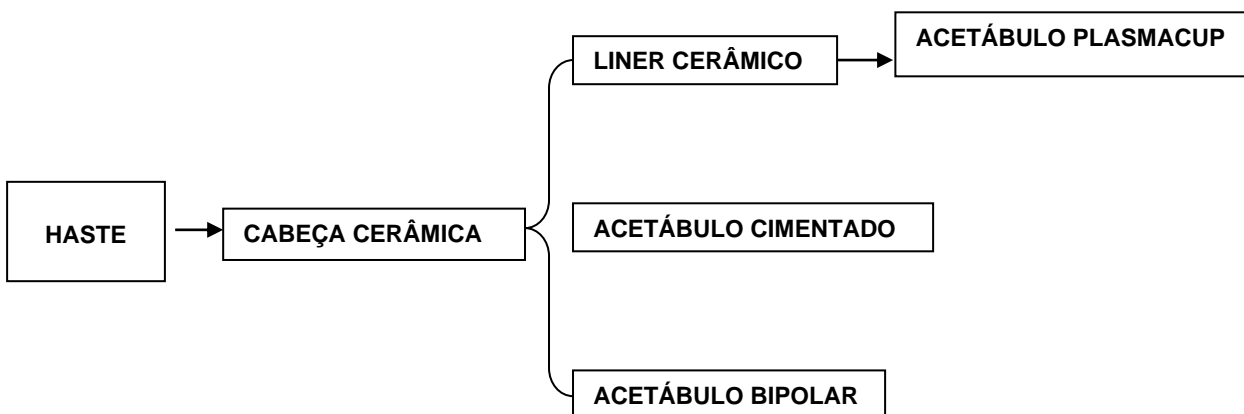 HASTE
CABEÇA CERÂMICA
LINER CERÂMICO
ACETÁBULO PLASMACUP
ACETÁBULO CIMENTADO
ACETÁBULO BIPOLAR